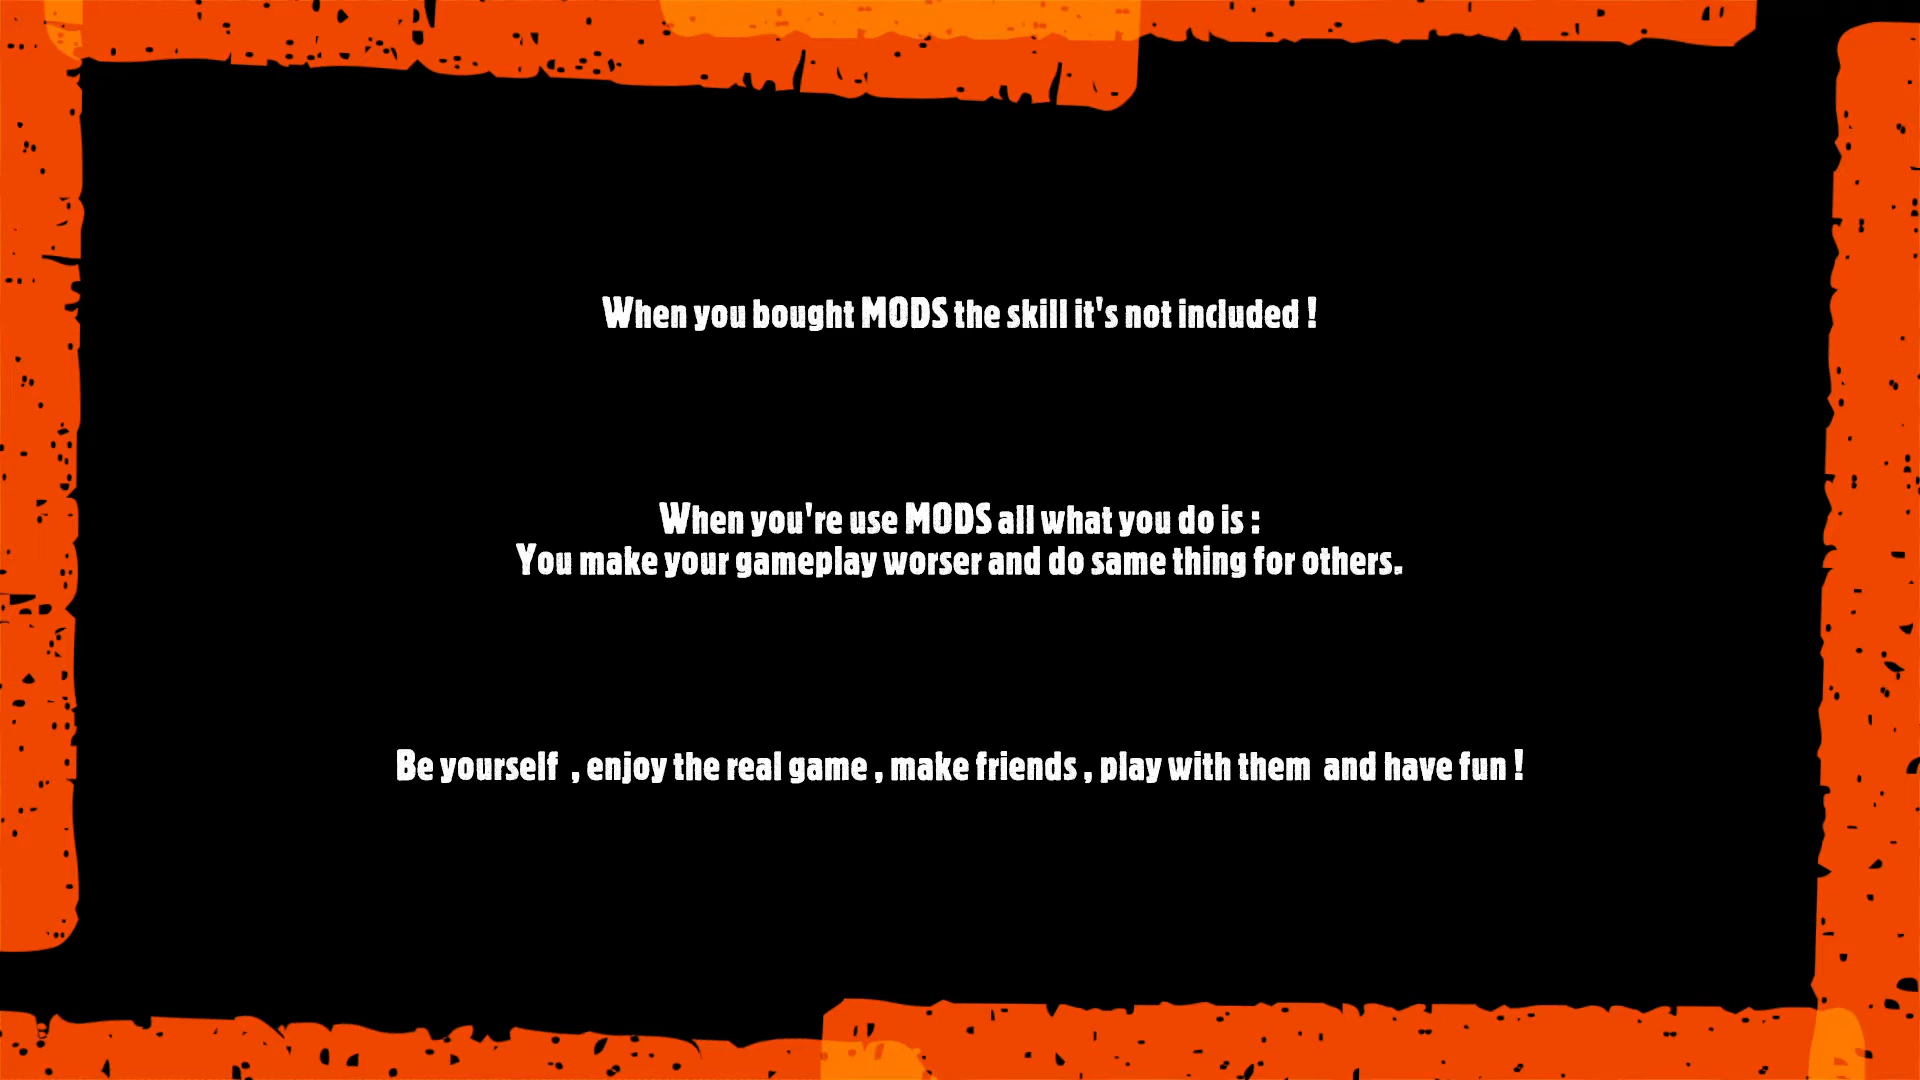 When you bought MODS the skill it's not included !
When you're use MODS all what you do is :
You make your gameplay worser and do same thing for others.
Be yourself , enjoy the real game , make friends , play with them and have fun !